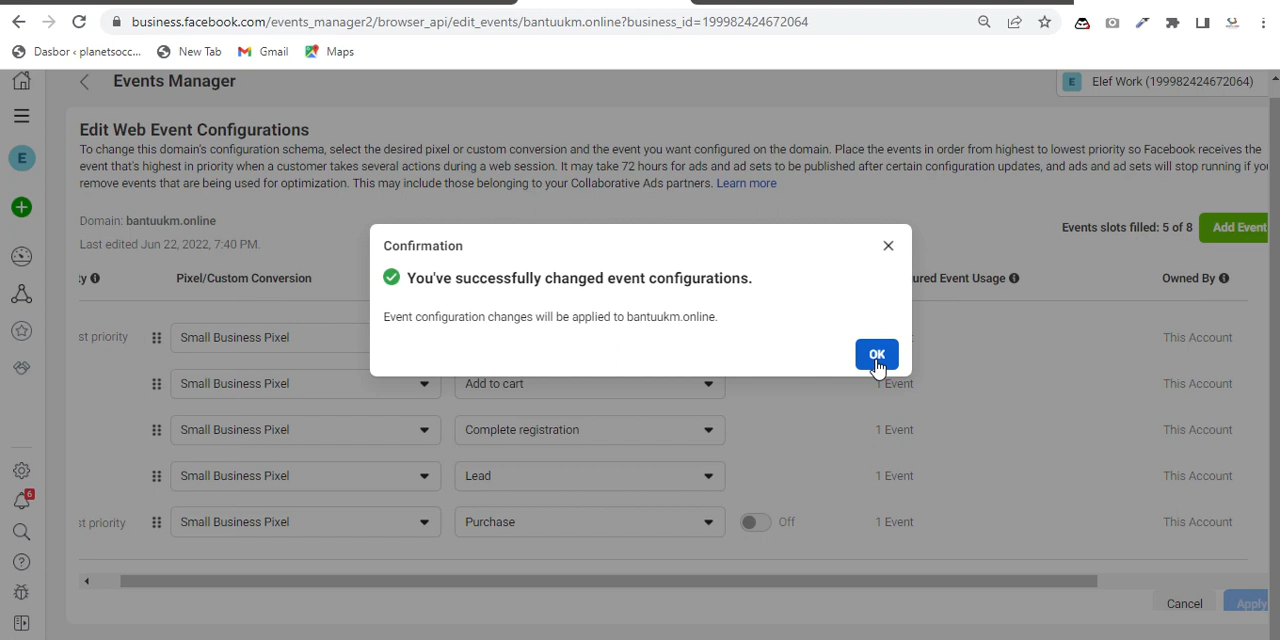 business.facebook.com/events_manager2/browser_api/edit_events/bantuukm.online?business_id=199982424672064
Dasbor ‹ planetsocc... New Tab Gmail Maps
Events Manager
E Elef Work (199982424672064)
Edit Web Event Configurations
To change this domain's configuration schema, select the desired pixel or custom conversion and the event you want configured on the domain. Place the events in order from highest to lowest priority so Facebook receives the
event that's highest in priority when a customer takes several actions during a web session. It may take 72 hours for ads and ad sets to be published after certain configuration updates, and ads and ad sets will stop running if you
remove events that are being used for optimization. This may include those belonging to your Collaborative Ads partners. Learn more
E
Domain: bantuukm.online
Last edited Jun 22, 2022, 7:40 PM.
Events slots filled: 5 of 8
Add Event
Confirmation
You've successfully changed event configurations.
Event configuration changes will be applied to bantuukm.online.
OK
y Pixel/Custom Conversion ured Event Usage Owned By
st priority Small Business Pixel This Account
Small Business Pixel Add to cart 1 Event This Account
Small Business Pixel Complete registration 1 Event This Account
Small Business Pixel Lead 1 Event This Account
st priority Small Business Pixel Purchase Off 1 Event This Account
6
Cancel Apply